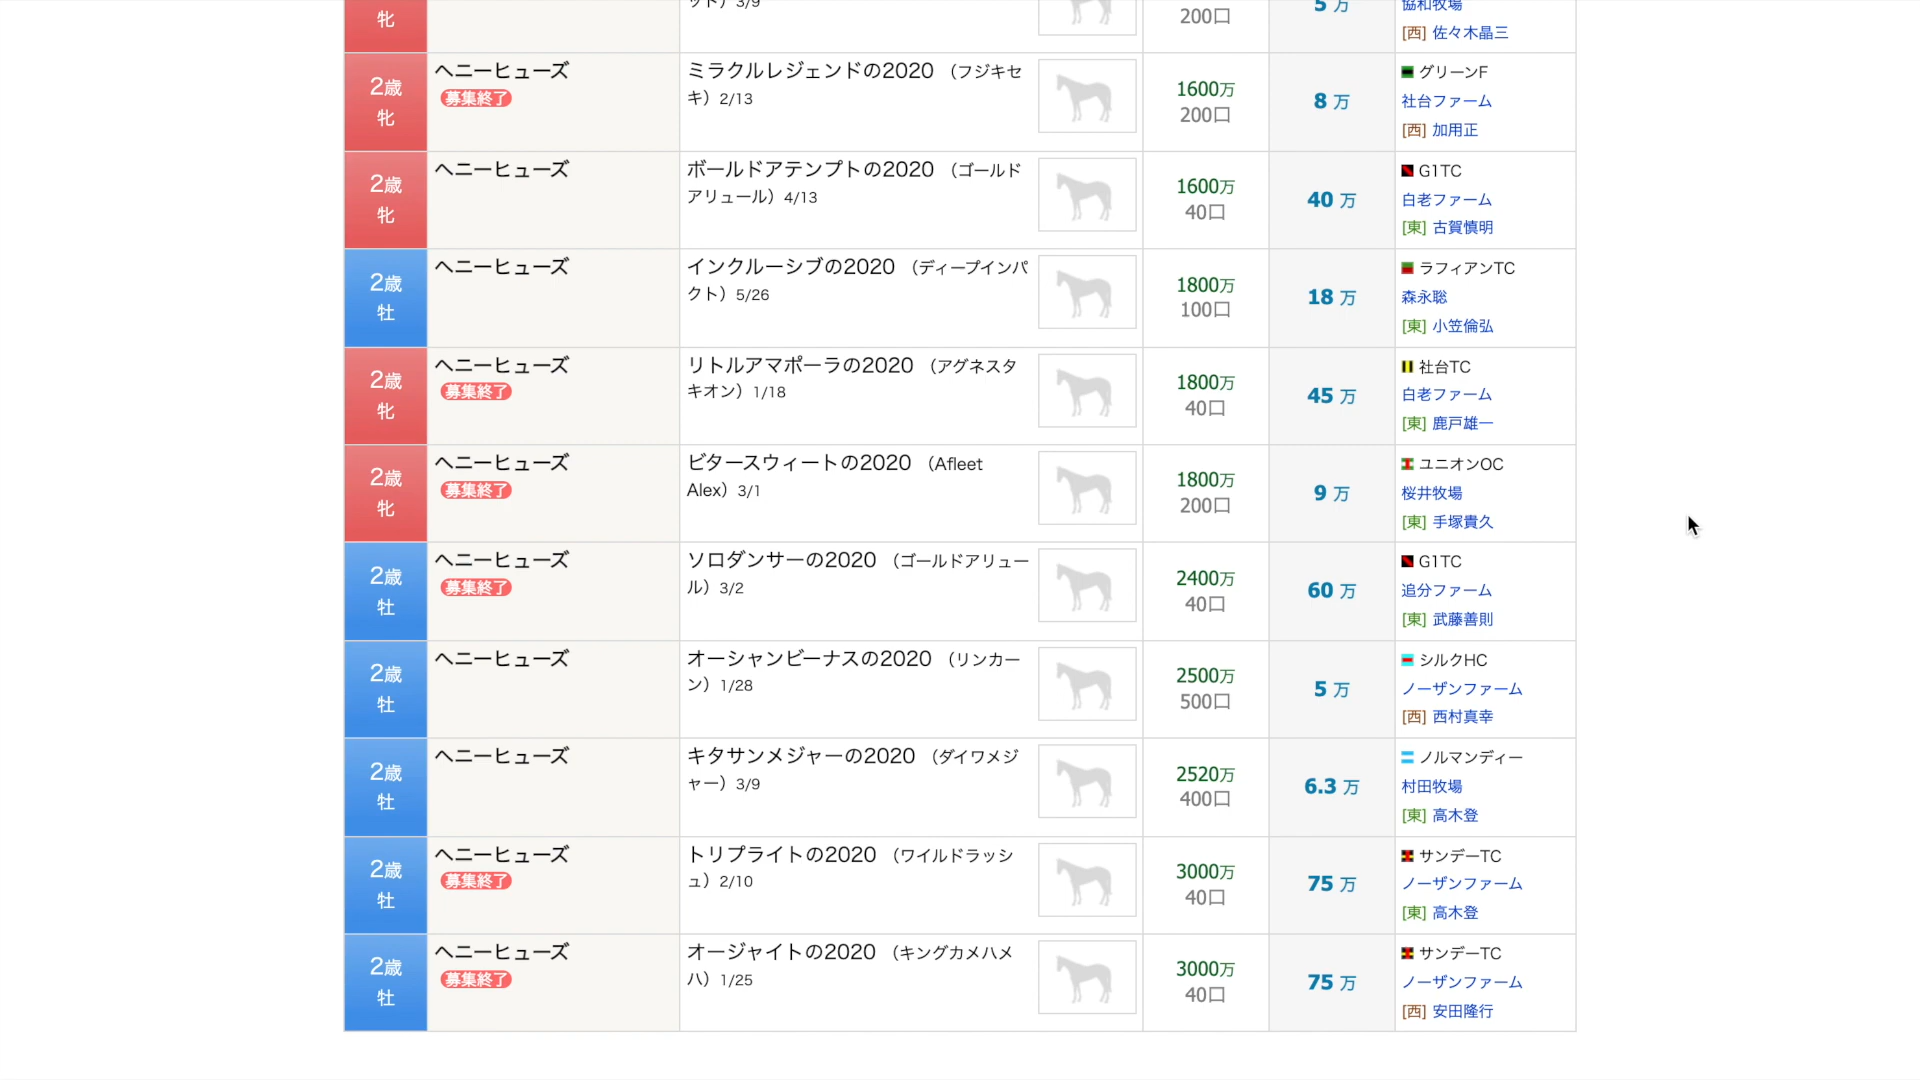 牝
ッド）3/9
200口
5 万
協和牧場
[西] 佐々木晶三
2歳
牝
ヘニーヒューズ
募集終了
ミラクルレジェンドの2020 （フジキセ
キ）2/13
1600万
200口
8 万
グリーンF
社台ファーム
[西] 加用正
2歳
牝
ヘニーヒューズ
ボールドアテンプトの2020 （ゴールド
アリュール）4/13
1600万
40口
40 万
G1TC
白老ファーム
[東] 古賀慎明
2歳
牡
ヘニーヒューズ
インクルーシブの2020 （ディープインパ
クト）5/26
1800万
100口
18 万
ラフィアンTC
森永聡
[東] 小笠倫弘
2歳
牝
ヘニーヒューズ
募集終了
リトルアマポーラの2020 （アグネスタ
キオン）1/18
1800万
40口
45 万
社台TC
白老ファーム
[東] 鹿戸雄一
2歳
牝
ヘニーヒューズ
募集終了
ビタースウィートの2020 （Afleet
Alex）3/1
1800万
200口
9 万
ユニオンOC
桜井牧場
[東] 手塚貴久
2歳
牡
ヘニーヒューズ
募集終了
ソロダンサーの2020 （ゴールドアリュー
ル）3/2
2400万
40口
60 万
G1TC
追分ファーム
[東] 武藤善則
2歳
牡
ヘニーヒューズ
オーシャンビーナスの2020 （リンカー
ン）1/28
2500万
500口
5 万
シルクHC
ノーザンファーム
[西] 西村真幸
2歳
牡
ヘニーヒューズ
キタサンメジャーの2020 （ダイワメジ
ャー）3/9
2520万
400口
6.3 万
ノルマンディー
村田牧場
[東] 高木登
2歳
牡
ヘニーヒューズ
募集終了
トリプライトの2020 （ワイルドラッシ
ュ）2/10
3000万
40口
75 万
サンデーTC
ノーザンファーム
[東] 高木登
2歳
牡
ヘニーヒューズ
募集終了
オージャイトの2020 （キングカメハメ
ハ）1/25
3000万
40口
75 万
サンデーTC
ノーザンファーム
[西] 安田隆行